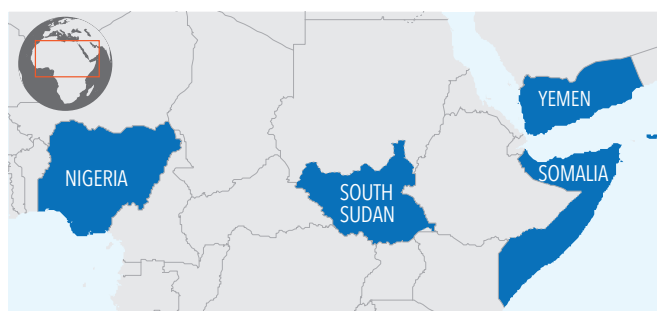 NIGERIA
SOUTH
SUDAN
YEMEN
SOMALIA